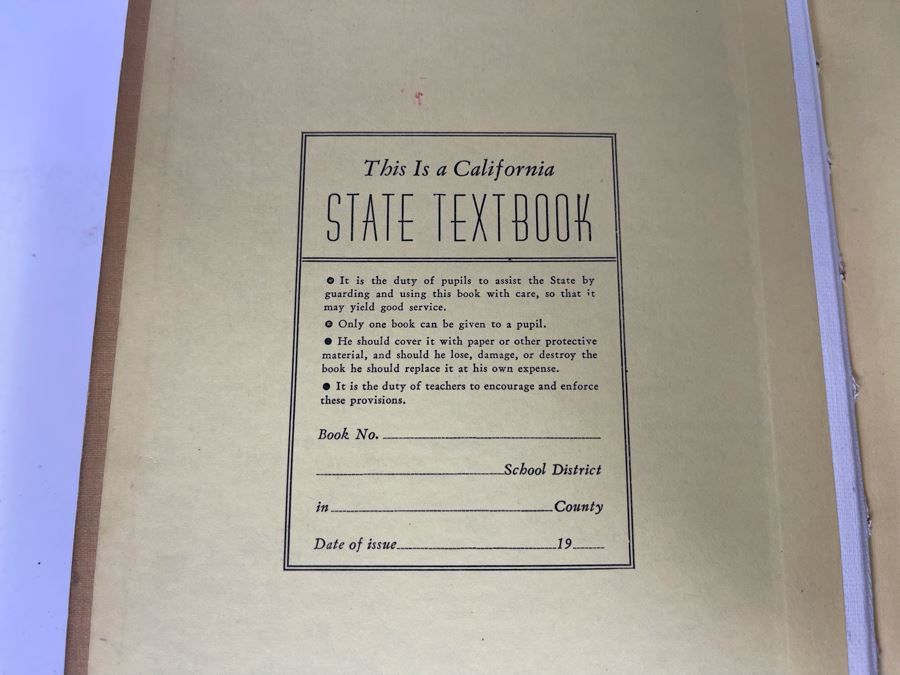 This Is a California
STATE TEXTBOOK
● It is the duty of pupils to assist the State by
guarding and using this book with care, so that it
may yield good service.
● Only one book can be given to a pupil.
● He should cover it with paper or other protective
material, and should he lose, damage, or destroy the
book he should replace it at his own expense.
● It is the duty of teachers to encourage and enforce
these provisions.
Book No.
School District
in County
Date of issue 19